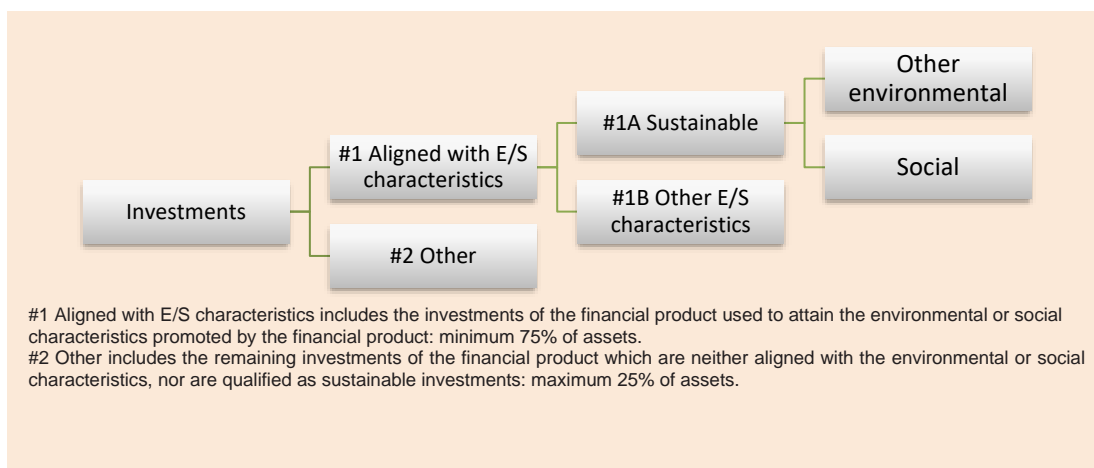 Other
environmental
#1A Sustainable
#1 Aligned with E/S
characteristics
Social
Investments
#1B Other E/S
characteristics
#2 Other
#1 Aligned with E/S characteristics includes the investments of the financial product used to attain the environmental or social
characteristics promoted by the financial product: minimum 75% of assets.
#2 Other includes the remaining investments of the financial product which are neither aligned with the environmental or social
characteristics, nor are qualified as sustainable investments: maximum 25% of assets.